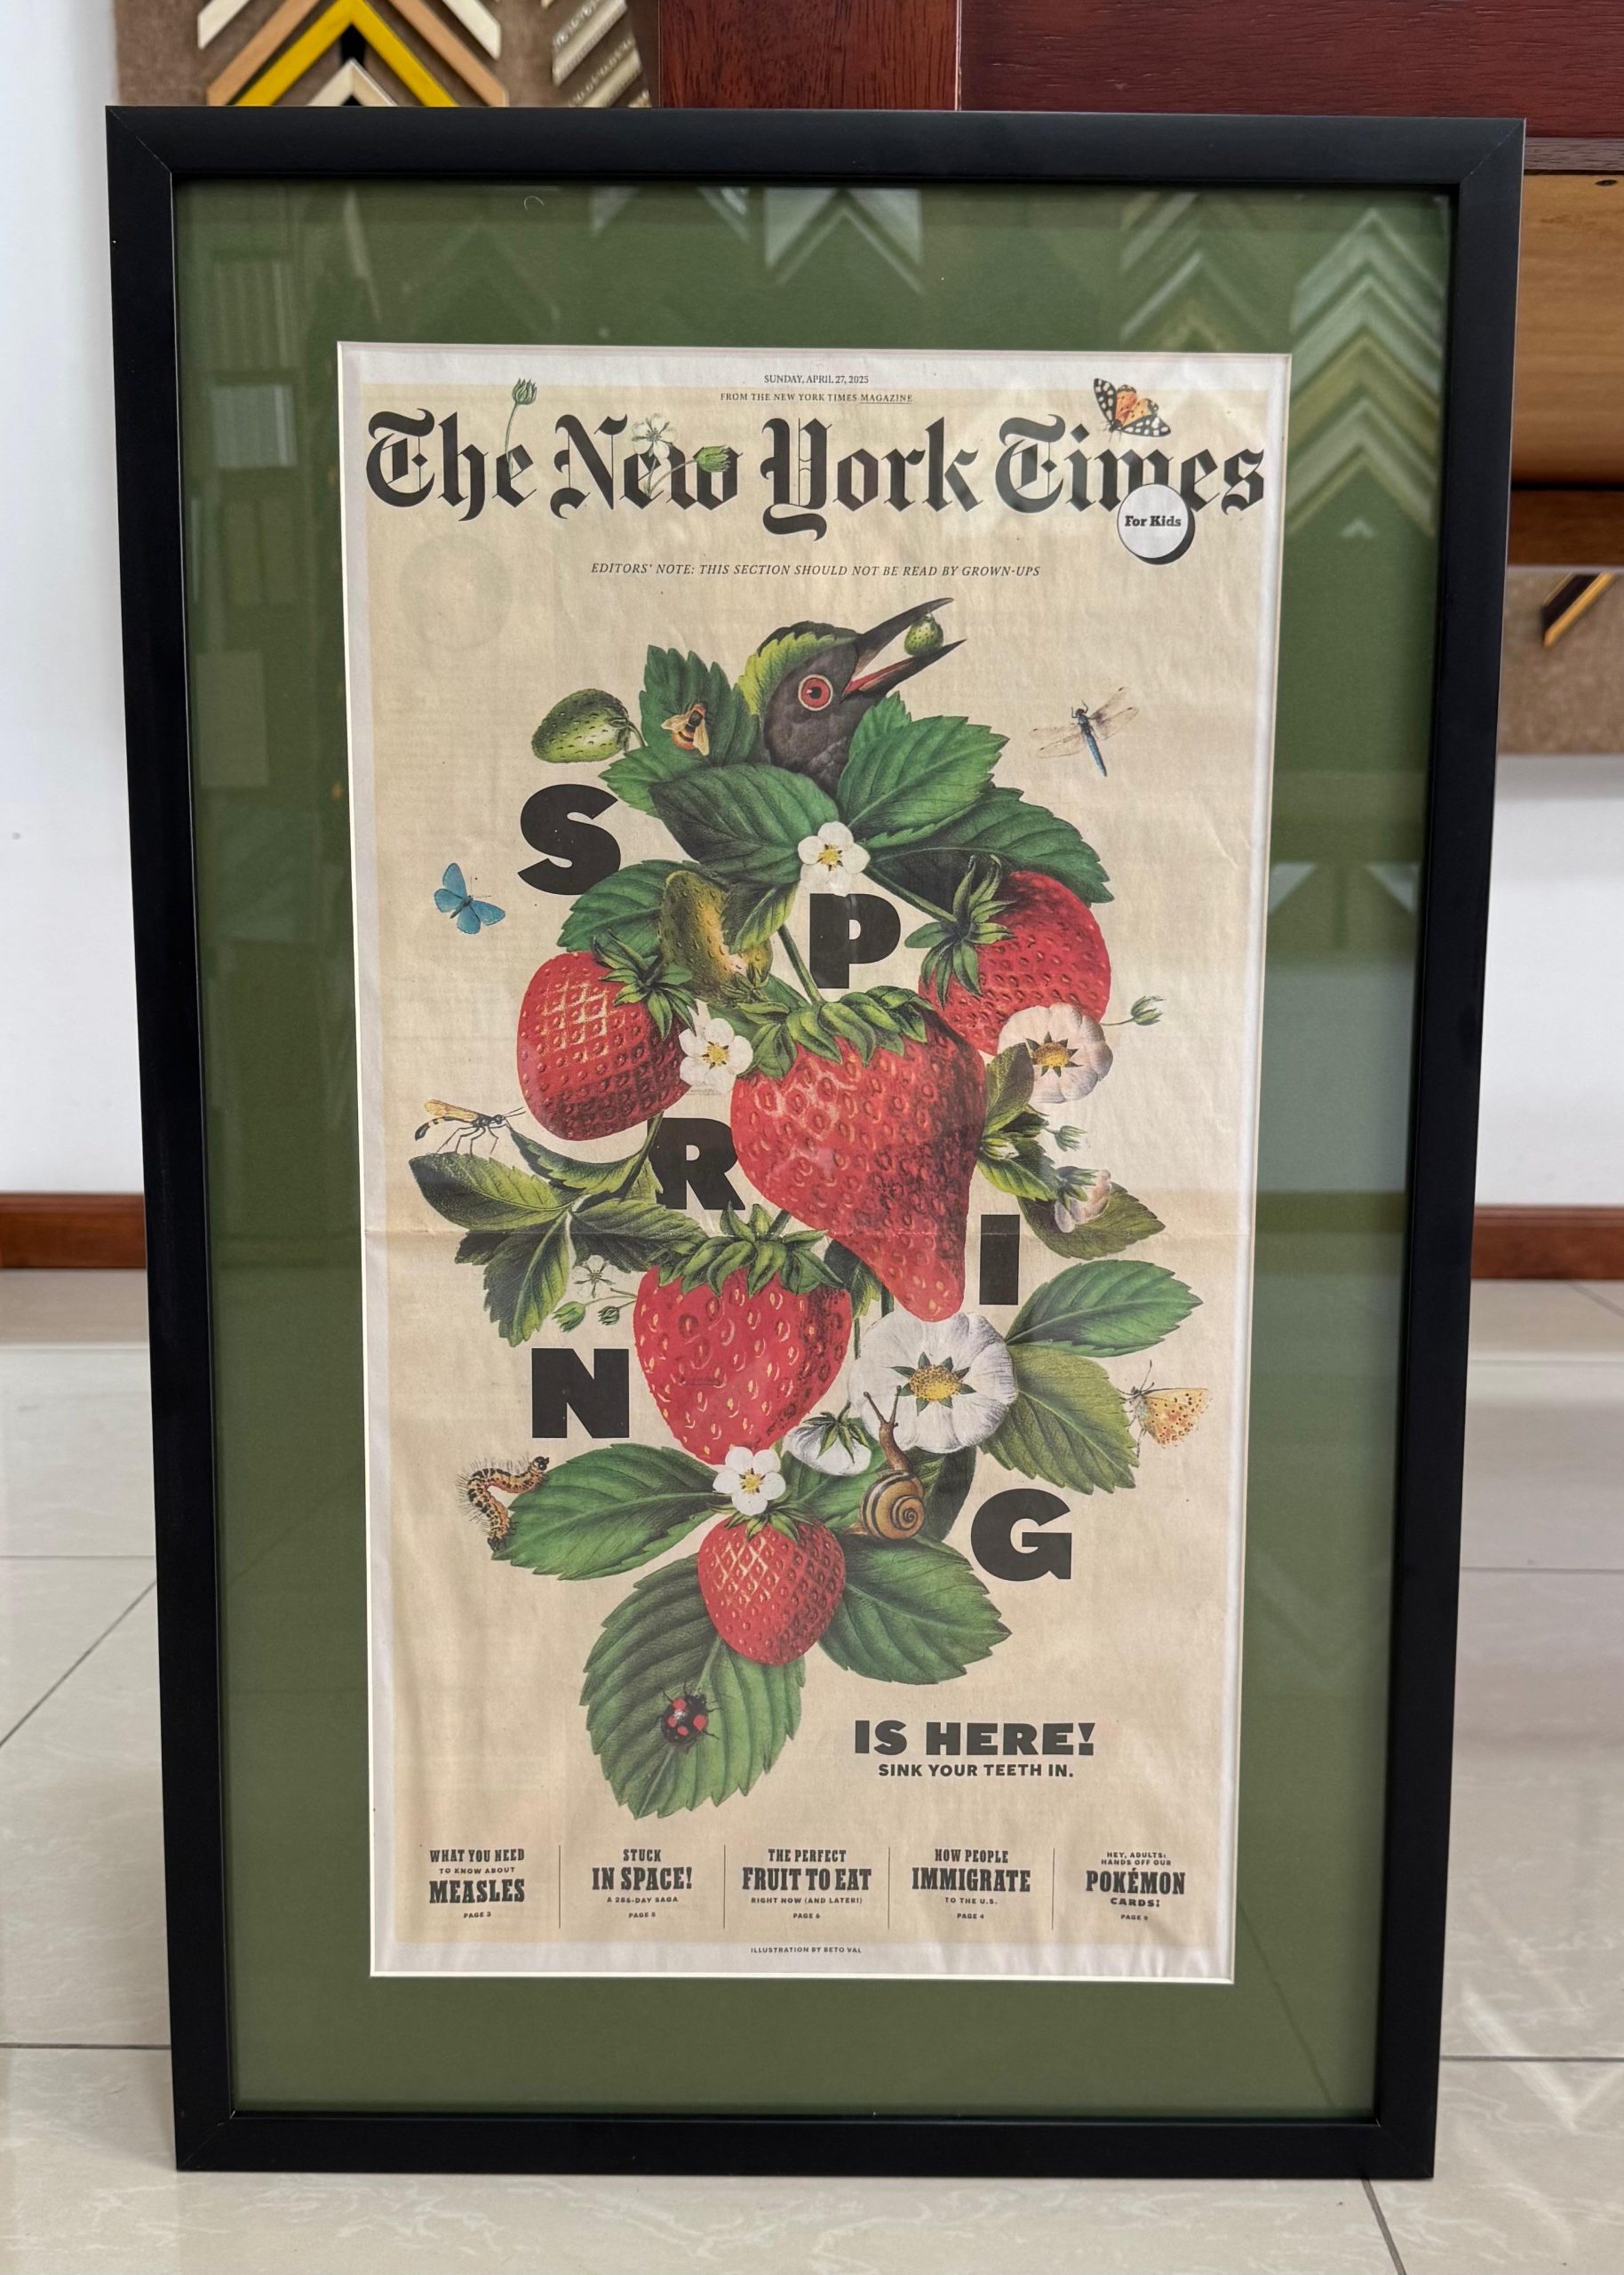 SUNDAY, APRIL 27, 2025
FROM THE NEW YORK TIMES MAGAZINE
The New York Times
For Kids
EDITORS' NOTE: THIS SECTION SHOULD NOT BE READ BY GROWN-UPS
S
P
R
I
N
G
IS HERE!
SINK YOUR TEETH IN.
WHAT YOU NEED
TO KNOW ABOUT
MEASLES
PAGE 3
STUCK
IN SPACE!
A 286-DAY SAGA
PAGE 5
THE PERFECT
FRUIT TO EAT
RIGHT NOW (AND LATER!)
PAGE 6
HOW PEOPLE
IMMIGRATE
TO THE U.S.
PAGE 4
HEY, ADULTS:
HANDS OFF OUR
POKÉMON
CARDS!
PAGE
ILLUSTRATION BY BETO VAL